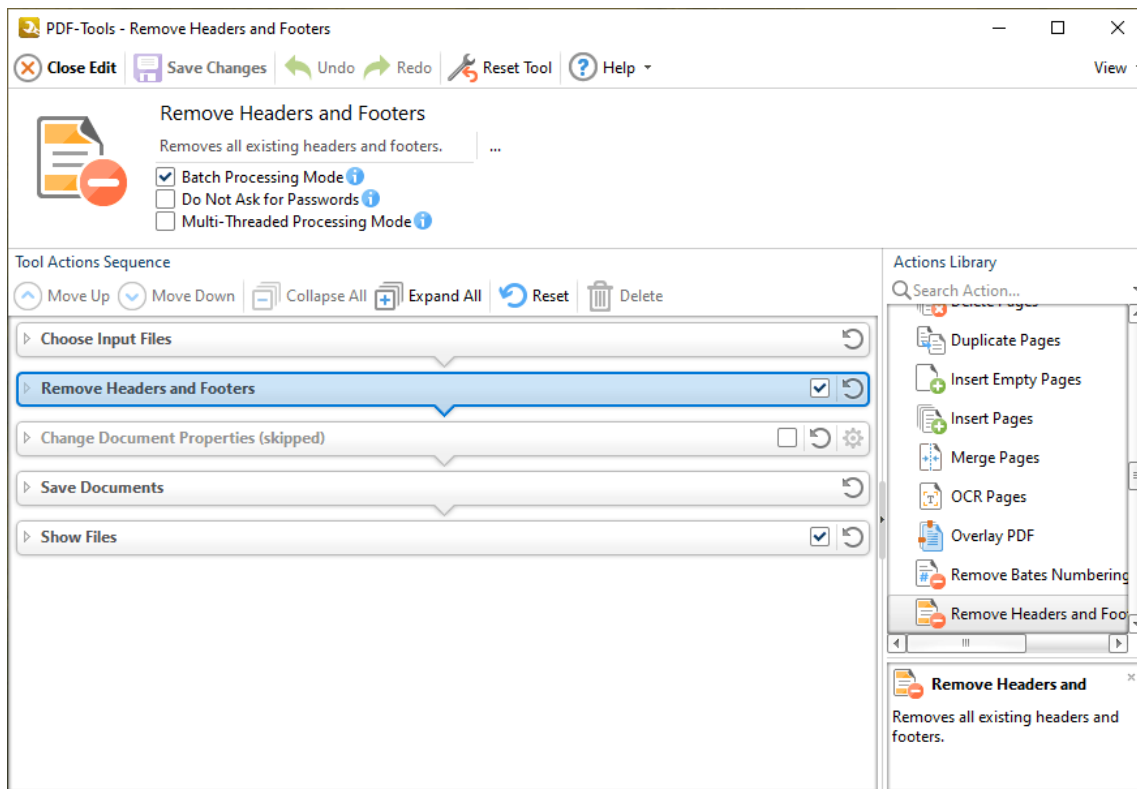 PDF-Tools - Remove Headers and Footers
Close Edit Save Changes Undo Redo Reset Tool Help View
Remove Headers and Footers
Removes all existing headers and footers. ...
Batch Processing Mode
Do Not Ask for Passwords
Multi-Threaded Processing Mode
Tool Actions Sequence
Move Up Move Down Collapse All Expand All Reset Delete
Choose Input Files
Remove Headers and Footers
Change Document Properties (skipped)
Save Documents
Show Files
Actions Library
Search Action...
Delete Pages
Duplicate Pages
Insert Empty Pages
Insert Pages
Merge Pages
OCR Pages
Overlay PDF
Remove Bates Numbering
Remove Headers and Foo
Remove Headers and
Removes all existing headers and
footers.